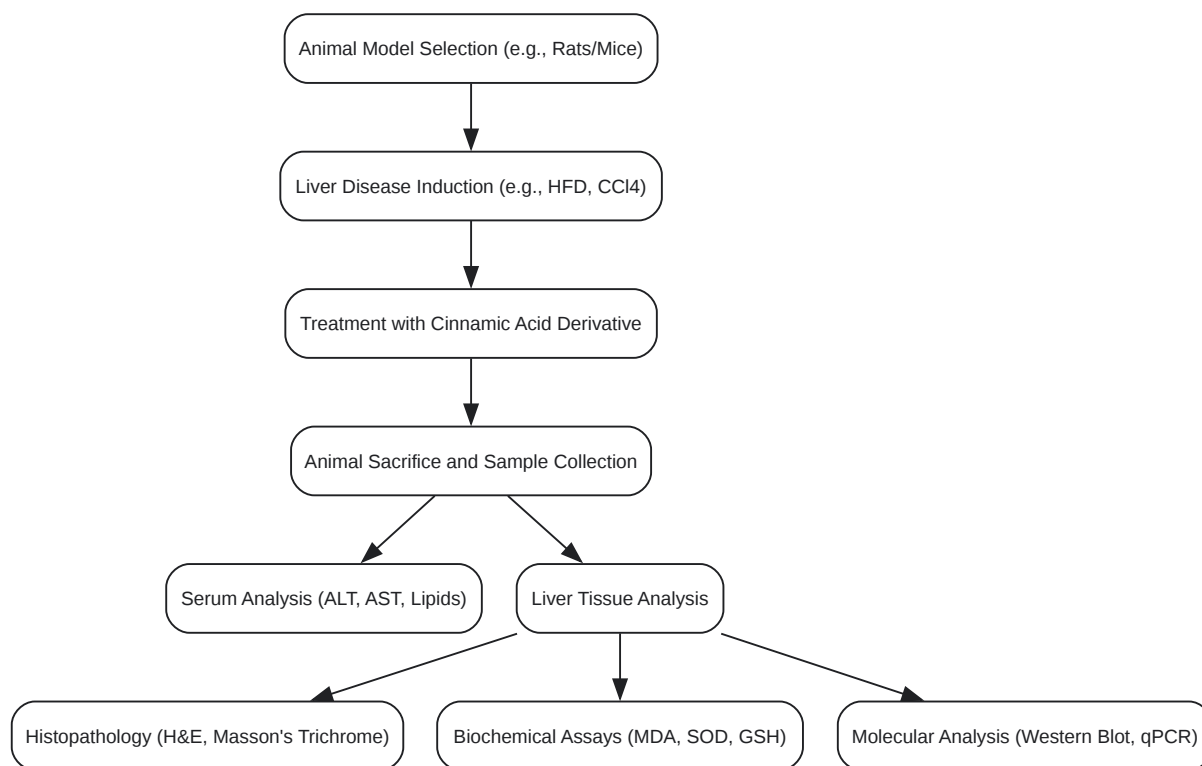 Animal Model Selection (e.g., Rats/Mice)
Liver Disease Induction (e.g., HFD, CCl4)
Treatment with Cinnamic Acid Derivative
Animal Sacrifice and Sample Collection
Serum Analysis (ALT, AST, Lipids)
Liver Tissue Analysis
Histopathology (H&E, Masson's Trichrome)
Biochemical Assays (MDA, SOD, GSH)
Molecular Analysis (Western Blot, qPCR)